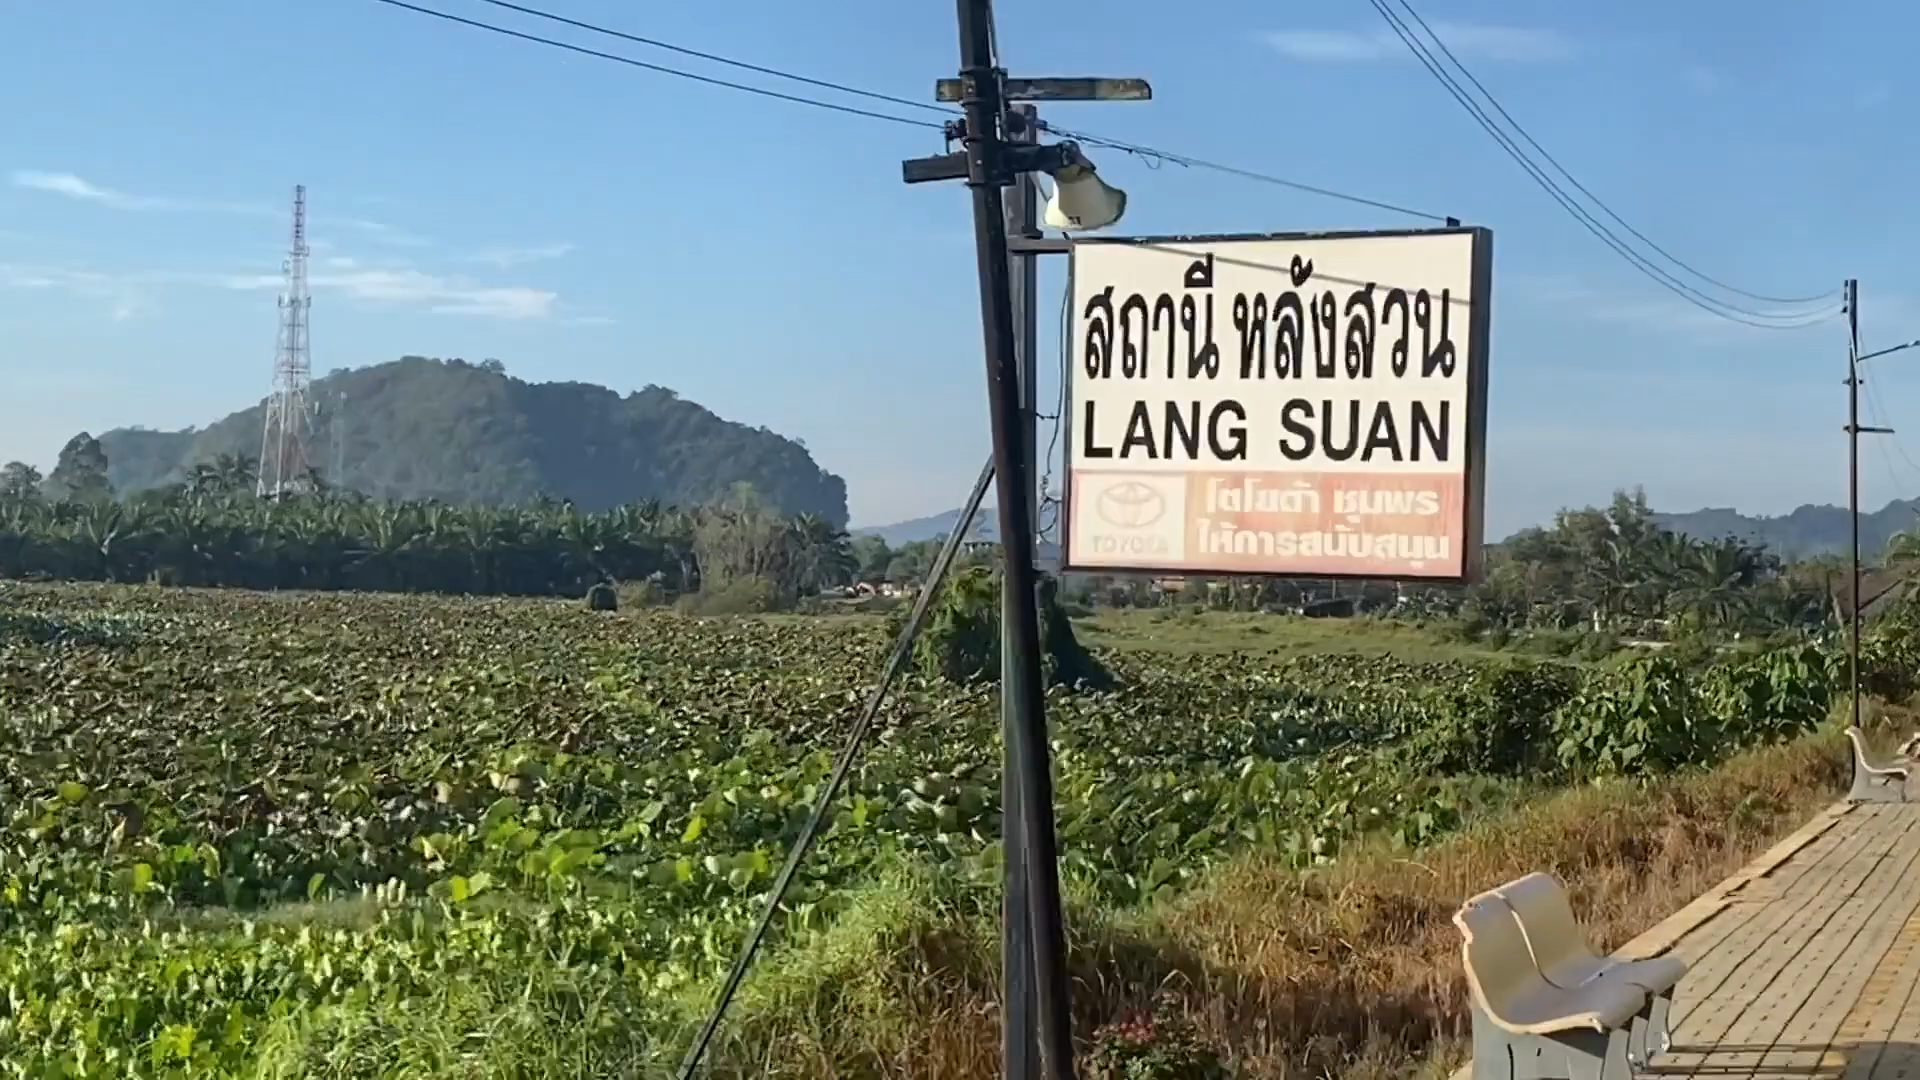 สถานี หลังสวน
LANG SUAN
TOYOTA
โตโยต้า ชุมพร
ให้การสนับสนุน